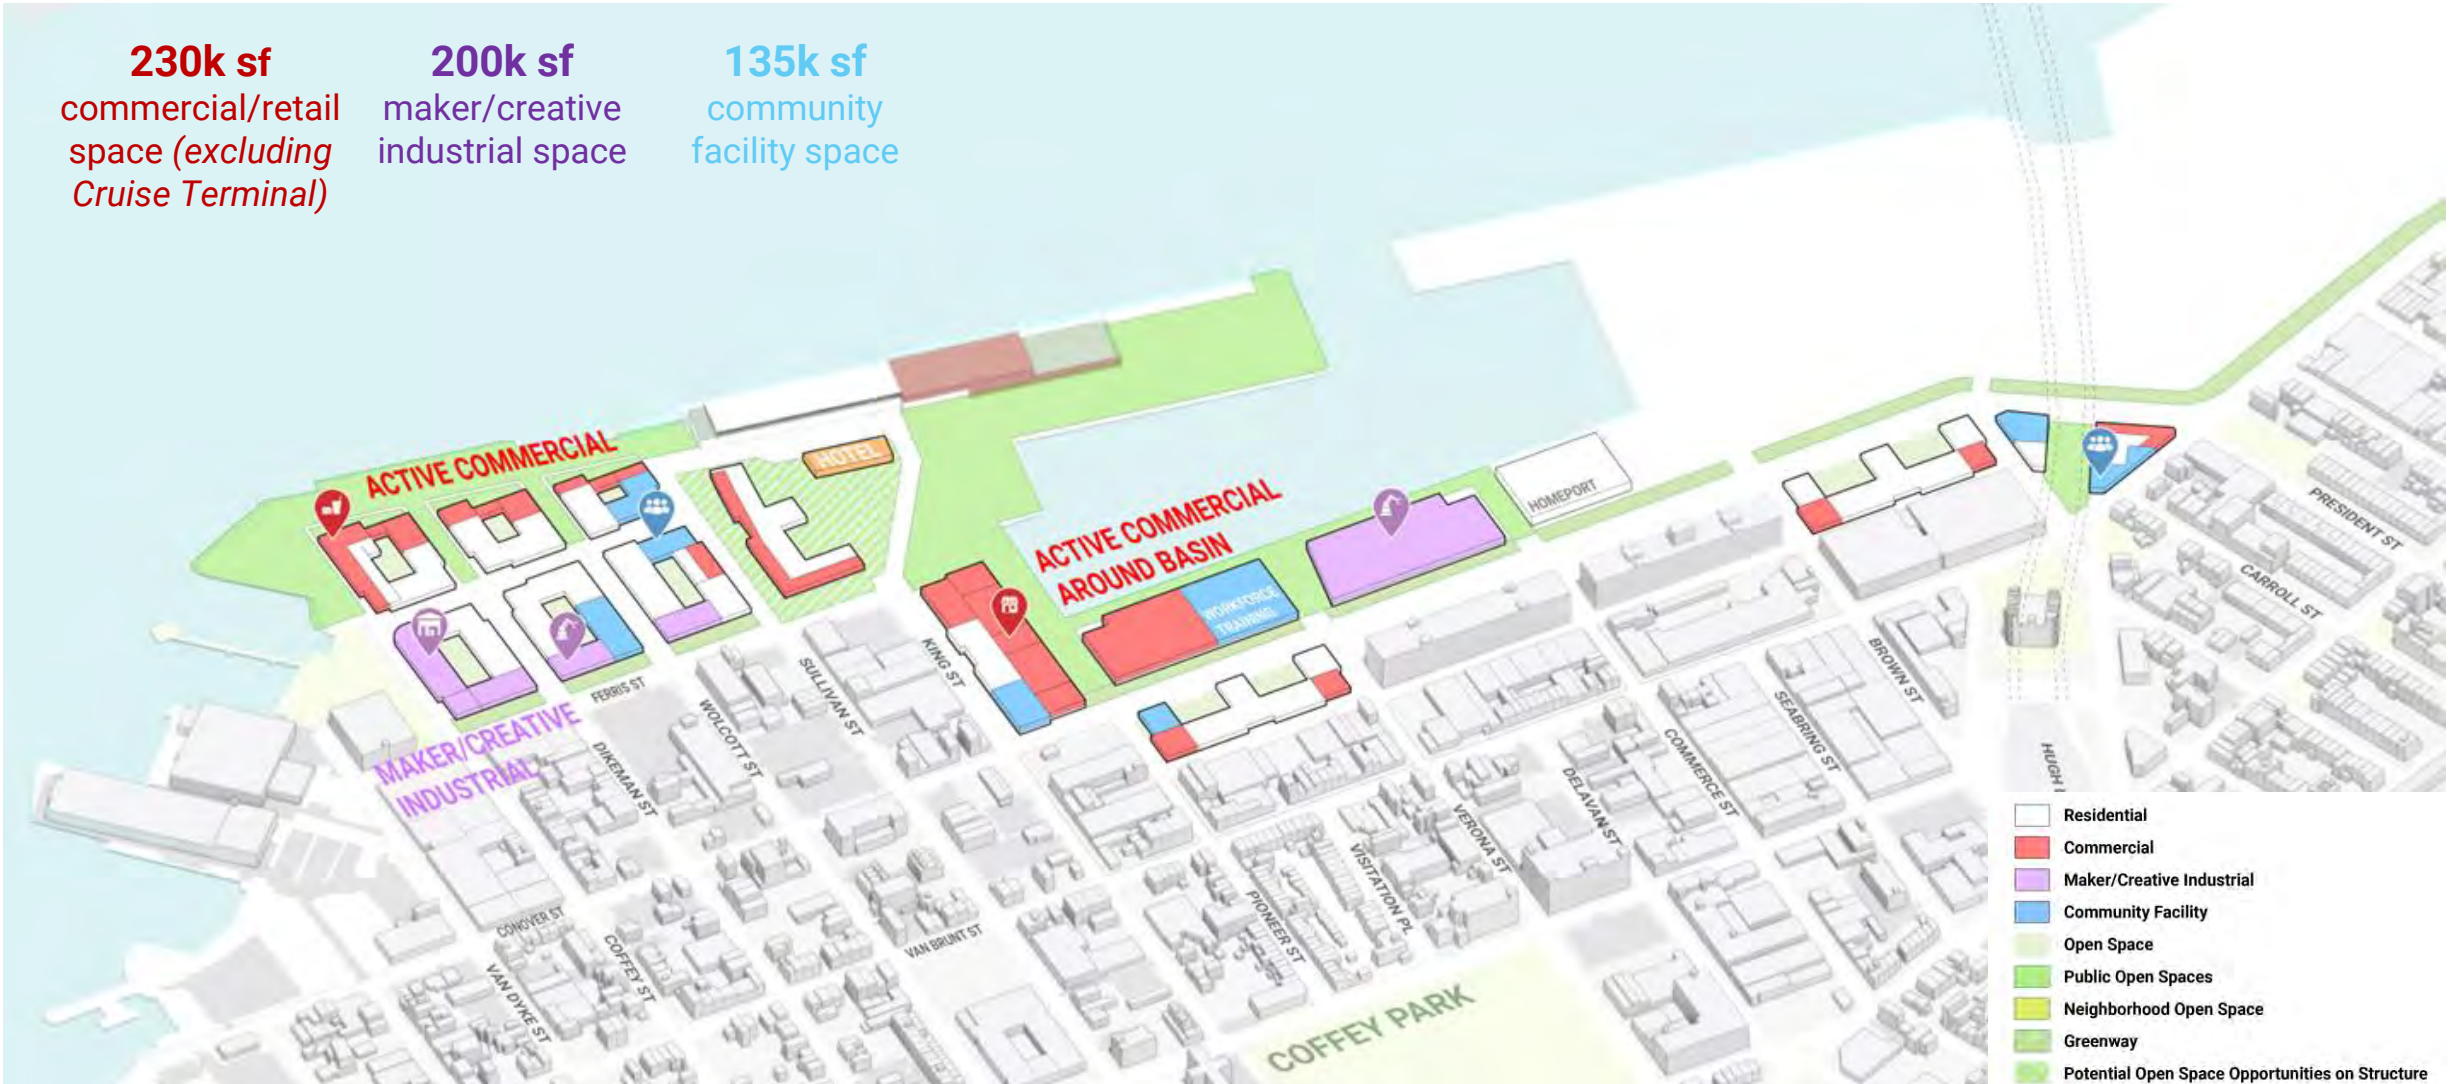 230k sf
commercial/retail
space (excluding
Cruise Terminal)
200k sf
maker/creative
industrial space
135k sf
community
facility space
ACTIVE COMMERCIAL
HOTEL
ACTIVE COMMERCIAL
AROUND BASIN
WORKFORCE
TRAINING
HOMEPORT
MAKER/CREATIVE
INDUSTRIAL
FERRIS ST
DIKEMAN ST
WOLCOTT ST
SULLIVAN ST
KING ST
CONOVER ST
VAN DYKE ST
COFFEY ST
VAN BRUNT ST
PIONEER ST
VISITATION PL
VERONA ST
DELAVAN ST
COMMERCE ST
SEABRING ST
BROWN ST
HUGH
PRESIDENT ST
CARROLL ST
COFFEY PARK
Residential
Commercial
Maker/Creative Industrial
Community Facility
Open Space
Public Open Spaces
Neighborhood Open Space
Greenway
Potential Open Space Opportunities on Structure